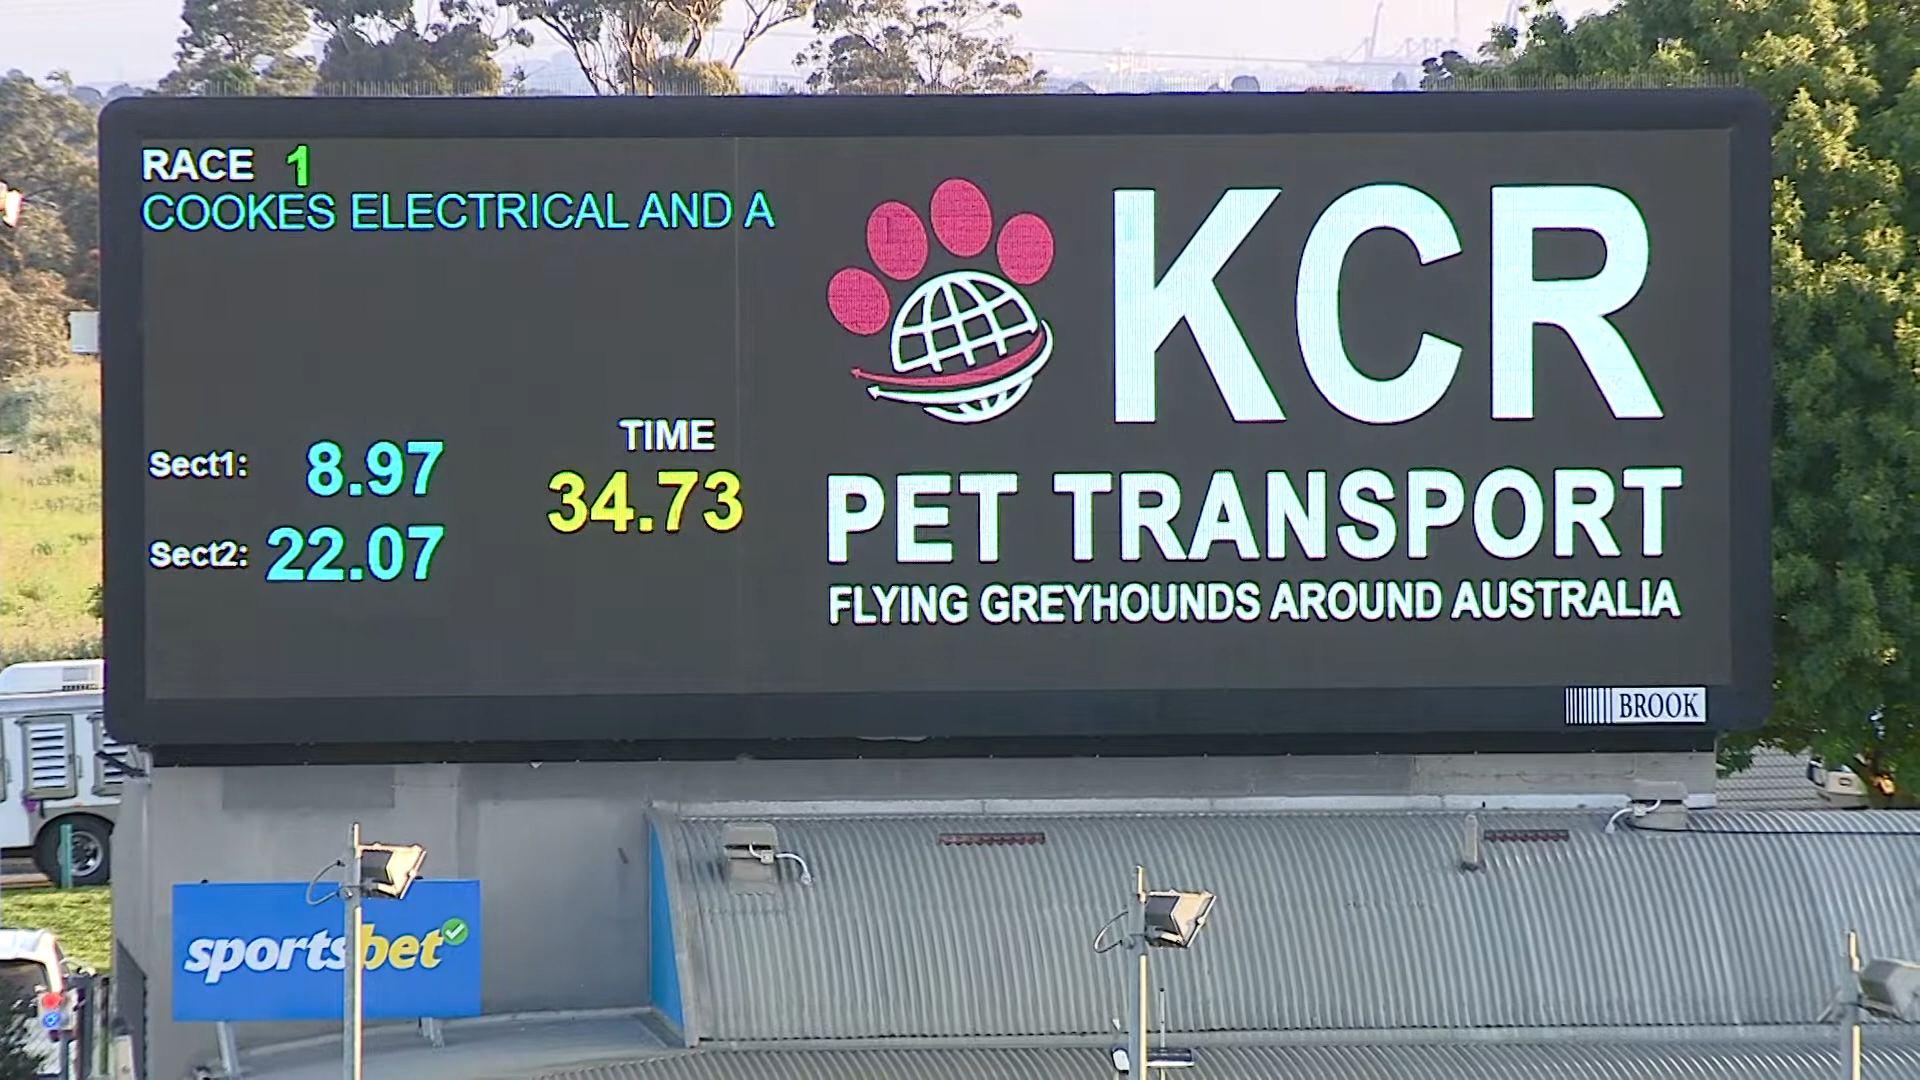 RACE 1
COOKES ELECTRICAL AND A
Sect1: 8.97
Sect2: 22.07
TIME
34.73
KCR
PET TRANSPORT
FLYING GREYHOUNDS AROUND AUSTRALIA
BROOK
sportsbet